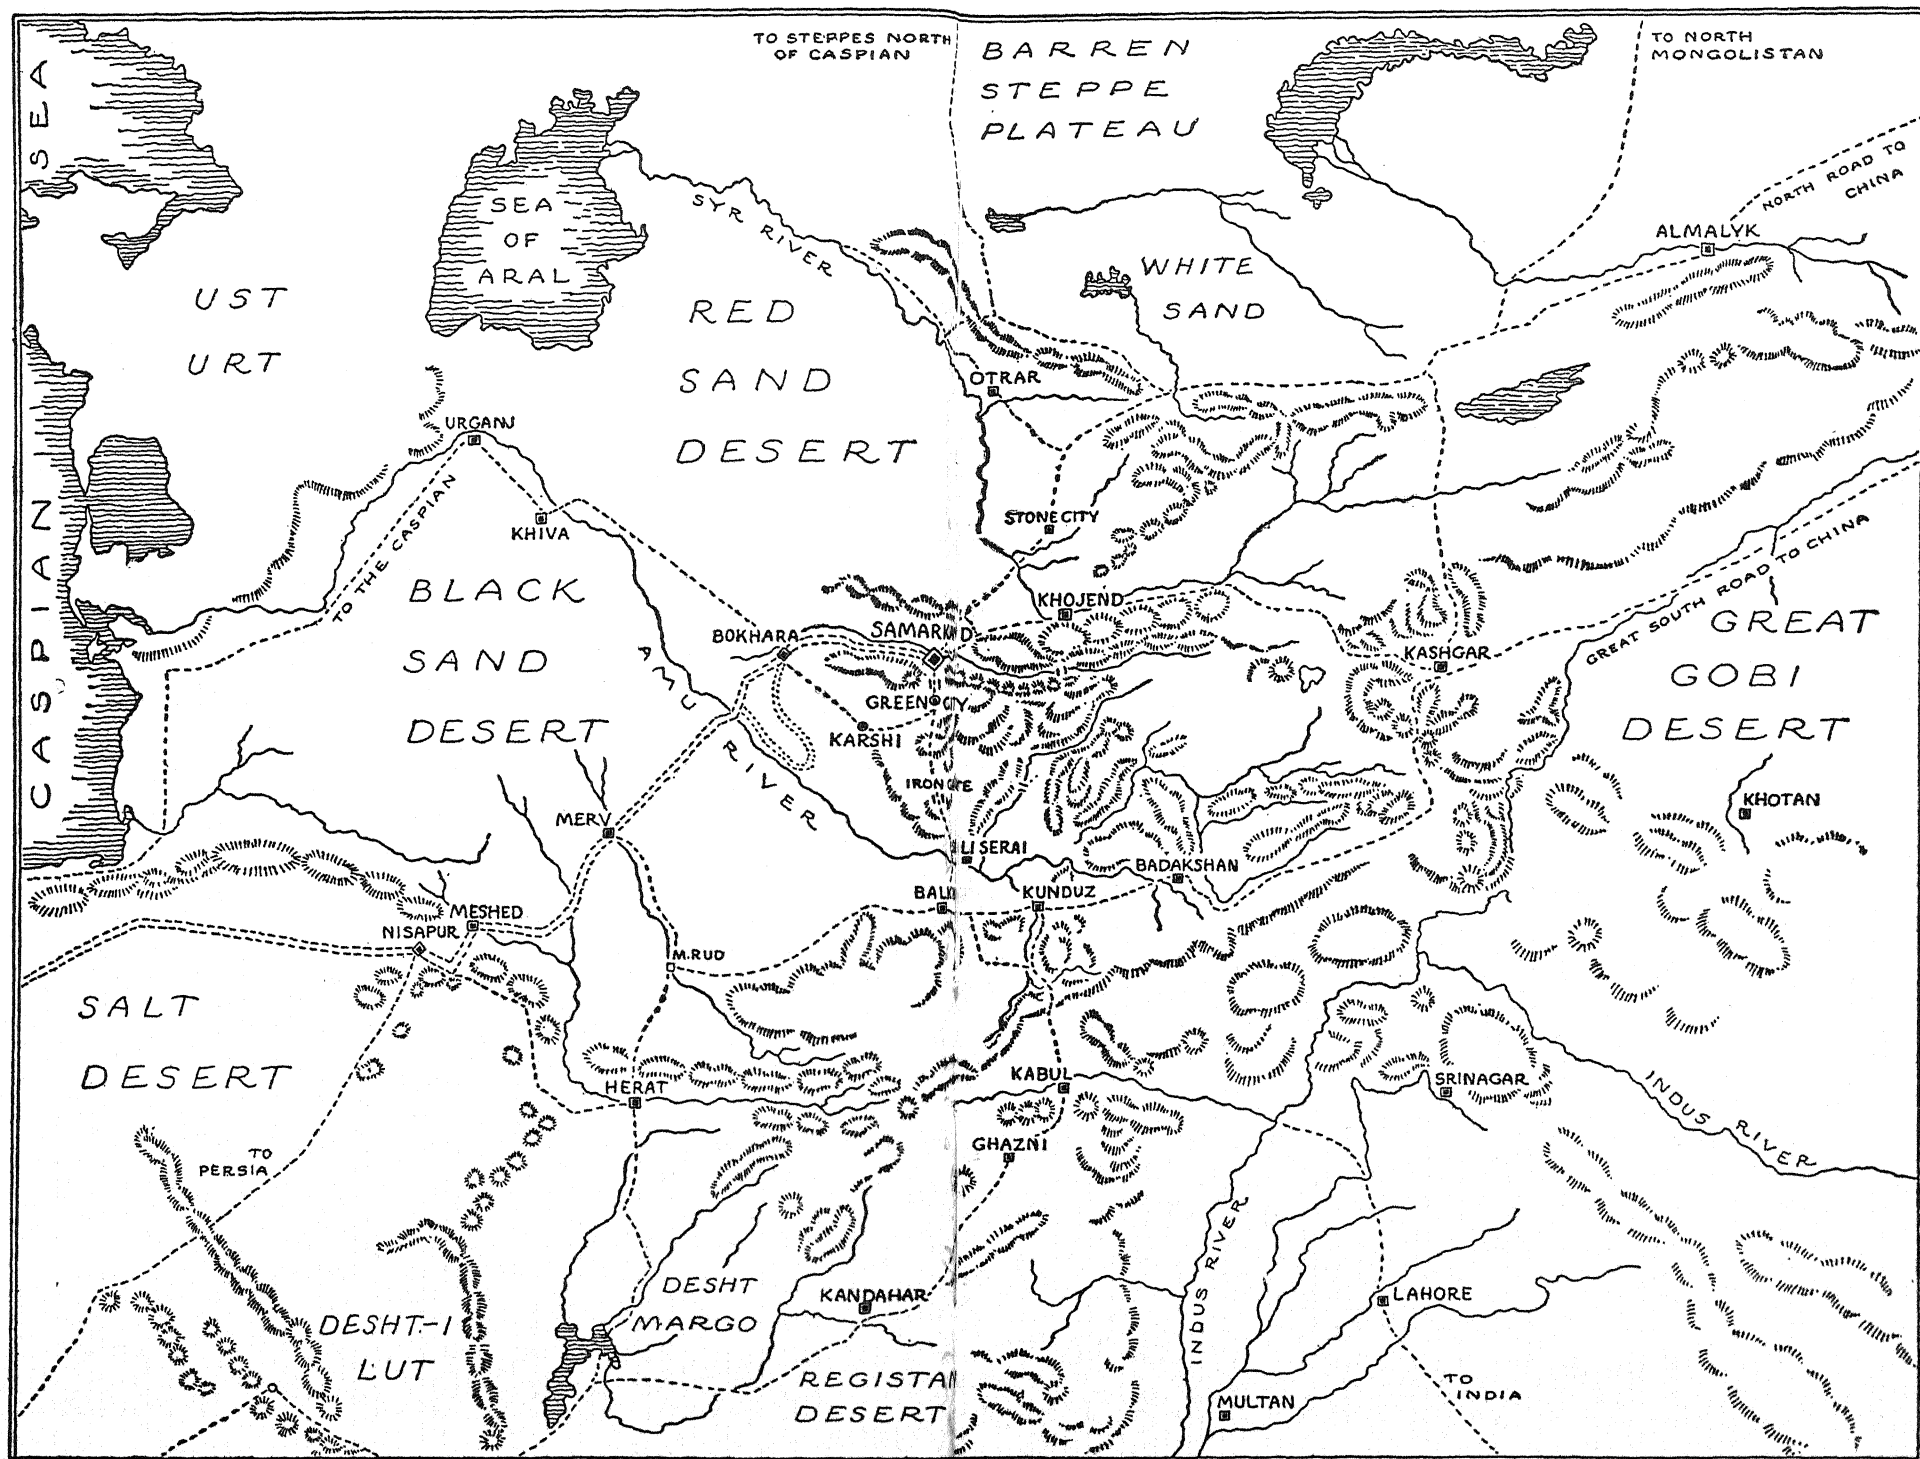 TO STEPPES NORTH
OF CASPIAN
BARREN
STEPPE
PLATEAU
TO NORTH
MONGOLISTAN
NORTH ROAD TO
CHINA
CASPIAN SEA
SEA
OF
ARAL
SYR RIVER
ALMALYK
UST
URT
RED
SAND
DESERT
WHITE
SAND
OTRAR
URGANJ
KHIVA
TO THE CASPIAN
STONE CITY
BLACK
SAND
DESERT
KHOJEND
BOKHARA
SAMARKAND
KASHGAR
GREAT SOUTH ROAD TO CHINA
GREAT
GOBI
DESERT
AMU RIVER
GREEN CITY
KARSHI
IRON GATE
KHOTAN
MERV
LI SERAI
BADAKSHAN
KUNDUZ
MESHED
NISAPUR
M.RUD
SALT
DESERT
HERAT
KABUL
SRINAGAR
INDUS RIVER
GHAZNI
TO
PERSIA
INDUS RIVER
DESHT
MARGO
KANDAHAR
LAHORE
DESHT-I
LUT
DESERT
MULTAN
TO
INDIA